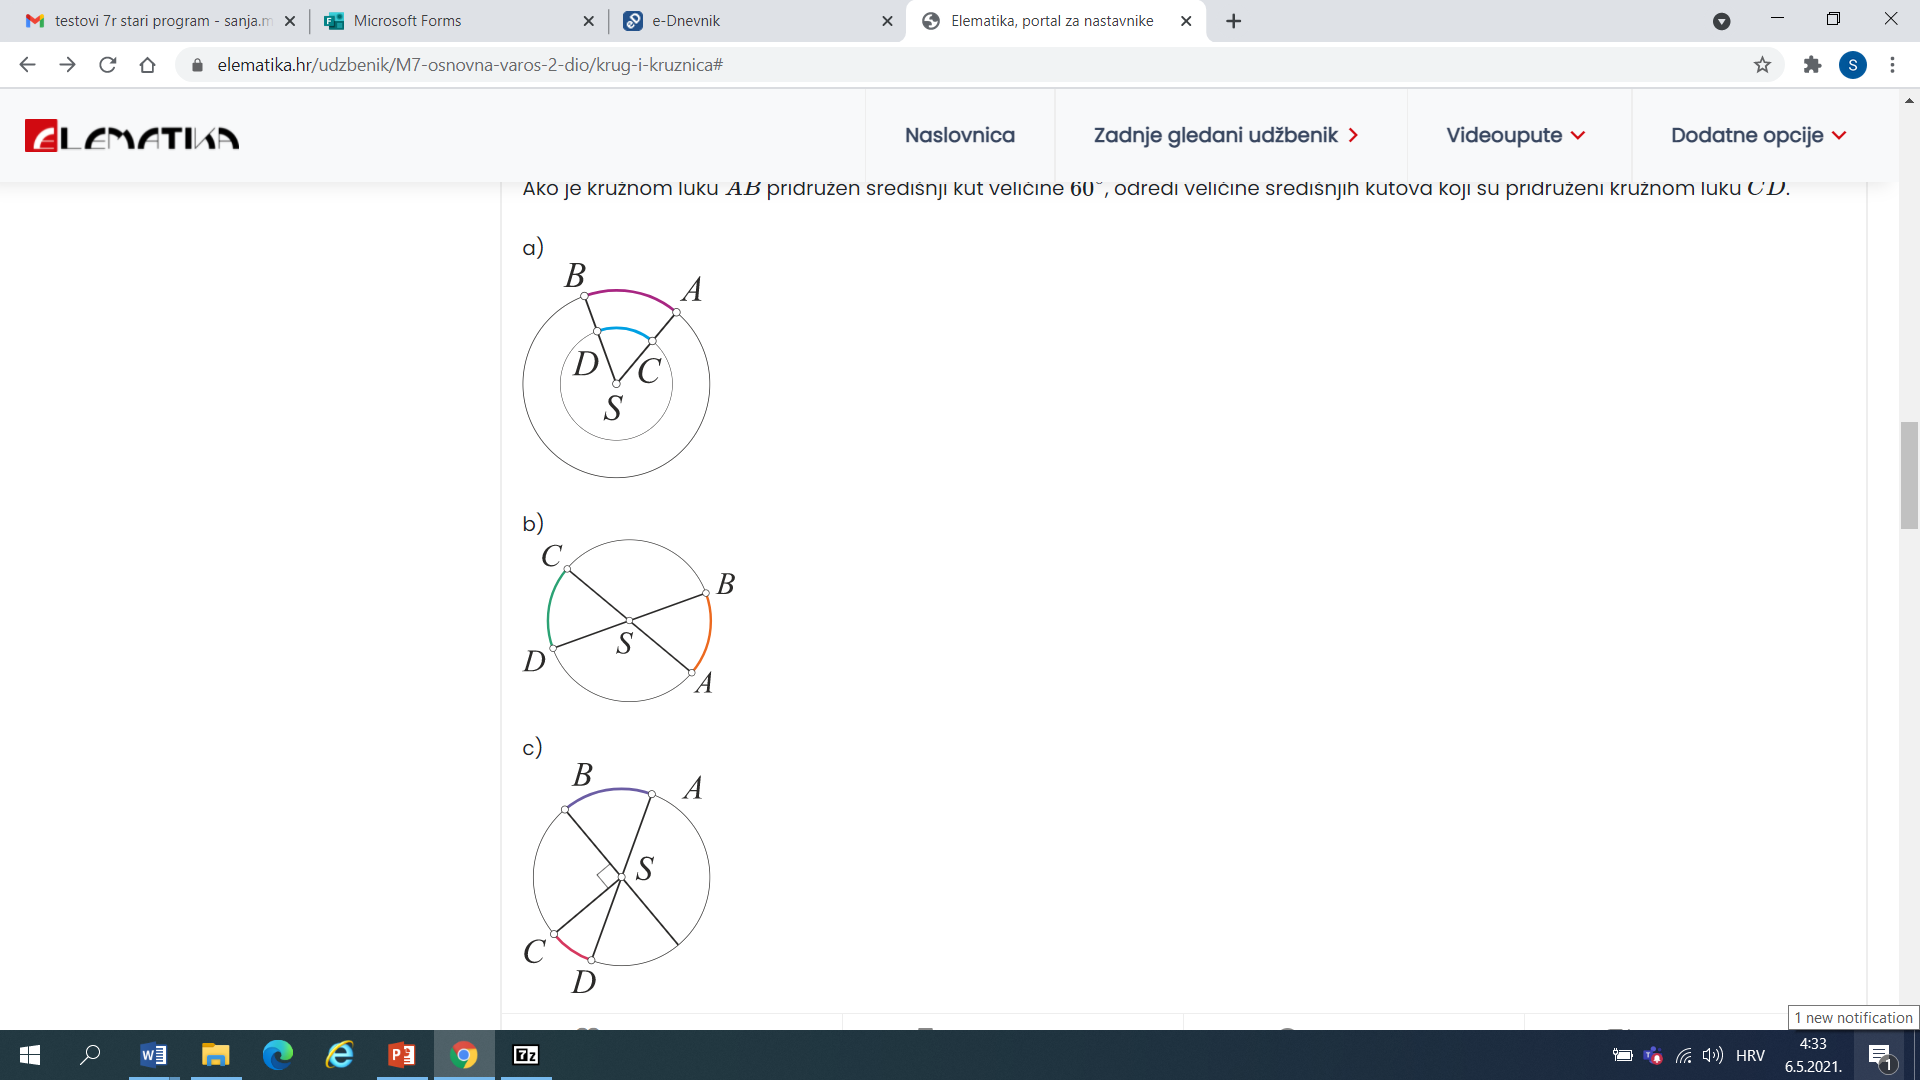 testovi 7r stari program - sanja.m
Microsoft Forms
e-Dnevnik
Elematika, portal za nastavnike
elematika.hr/udzbenik/M7-osnovna-varos-2-dio/krug-i-kruznica#
S
ELEMATIKA
Naslovnica
Zadnje gledani udžbenik
Videoupute
Dodatne opcije
Ako je kružnom luku AB pridružen središnji kut veličine 60°, odredi veličine središnjih kutova koji su pridruženi kružnom luku CD.
a)
B
A
D
C
S
b)
C
B
S
D
A
c)
B
A
S
C
D
1 new notification
HRV
4:33
6.5.2021.
1